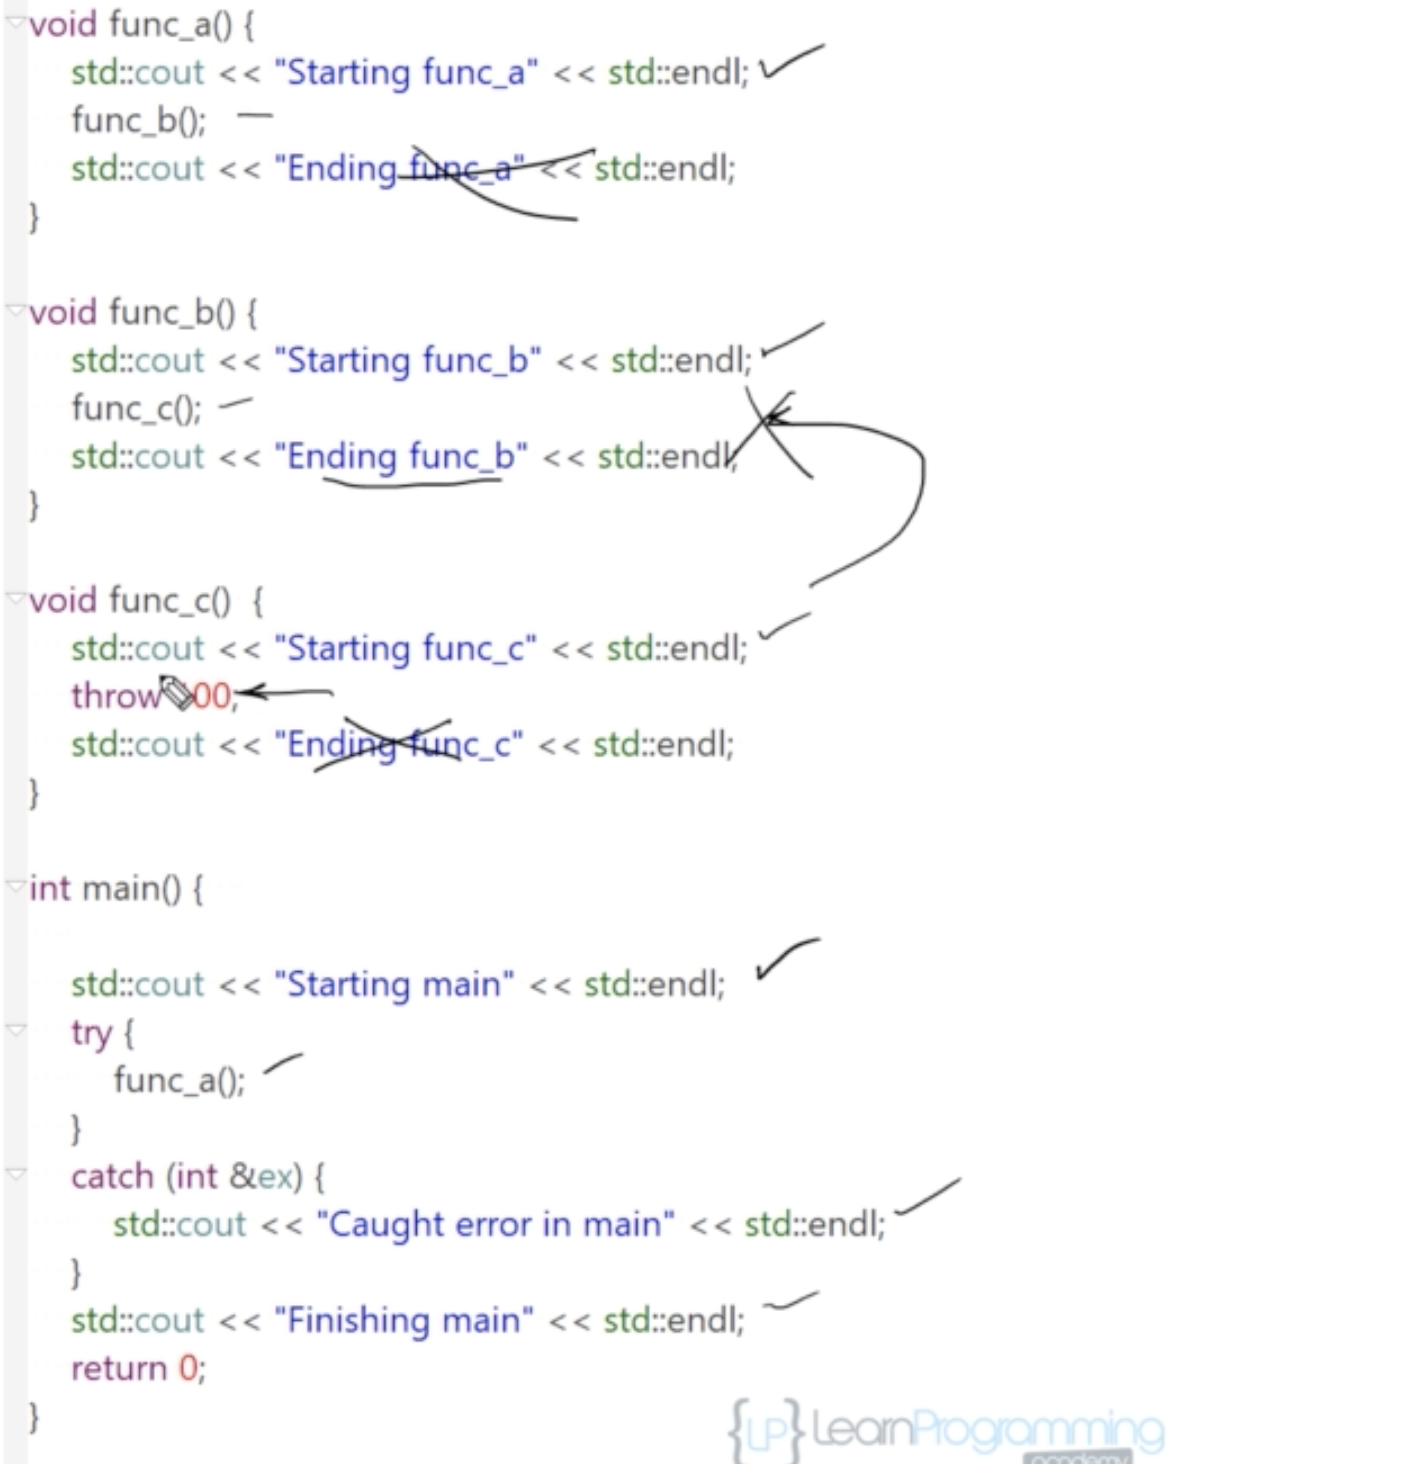 void func_a() {
std::cout << "Starting func_a" << std::endl;
func_b();
std::cout << "Ending func_a" << std::endl;
}
void func_b() {
std::cout << "Starting func_b" << std::endl;
func_c();
std::cout << "Ending func_b" << std::endl;
}
void func_c() {
std::cout << "Starting func_c" << std::endl;
throw 00;
std::cout << "Ending func_c" << std::endl;
}
int main() {
std::cout << "Starting main" << std::endl;
try {
func_a();
}
catch (int &ex) {
std::cout << "Caught error in main" << std::endl;
}
std::cout << "Finishing main" << std::endl;
return 0;
}
{LP} LearnProgramming
academy